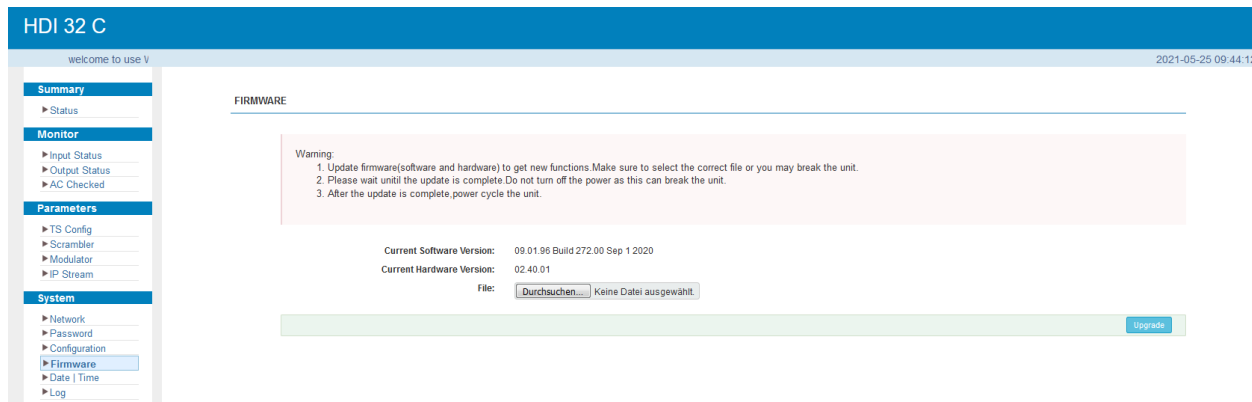 HDI 32 C
welcome to use
2021-05-25 09:44:12
Summary
Status
Monitor
Input Status
Output Status
AC Checked
Parameters
TS Config
Scrambler
Modulator
IP Stream
System
Network
Password
Configuration
Firmware
Date | Time
Log
FIRMWARE
Warning:
1. Update firmware(software and hardware) to get new functions.Make sure to select the correct file or you may break the unit.
2. Please wait unitil the update is complete.Do not turn off the power as this can break the unit.
3. After the update is complete,power cycle the unit.
Current Software Version: 09.01.96 Build 272.00 Sep 1 2020
Current Hardware Version: 02.40.01
File: Durchsuchen... Keine Datei ausgewählt.
Upgrade